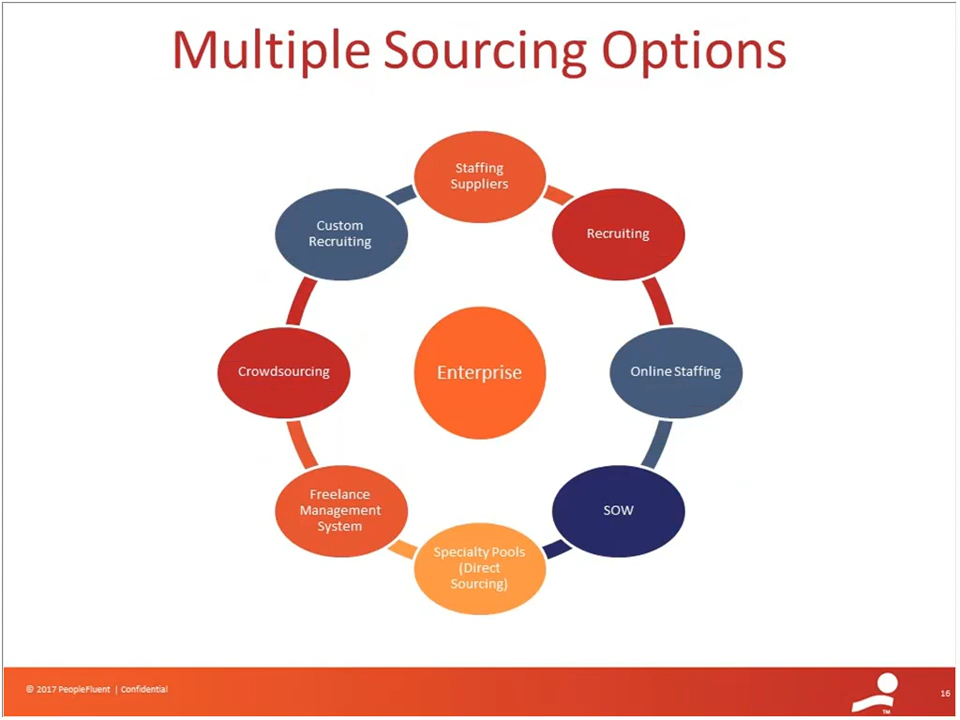 Multiple Sourcing Options
Staffing
Suppliers
Recruiting
Online Staffing
SOW
Specialty Pools
(Direct
Sourcing)
Freelance
Management
System
Crowdsourcing
Custom
Recruiting
Enterprise
© 2017 PeopleFluent | Confidential
TM
16